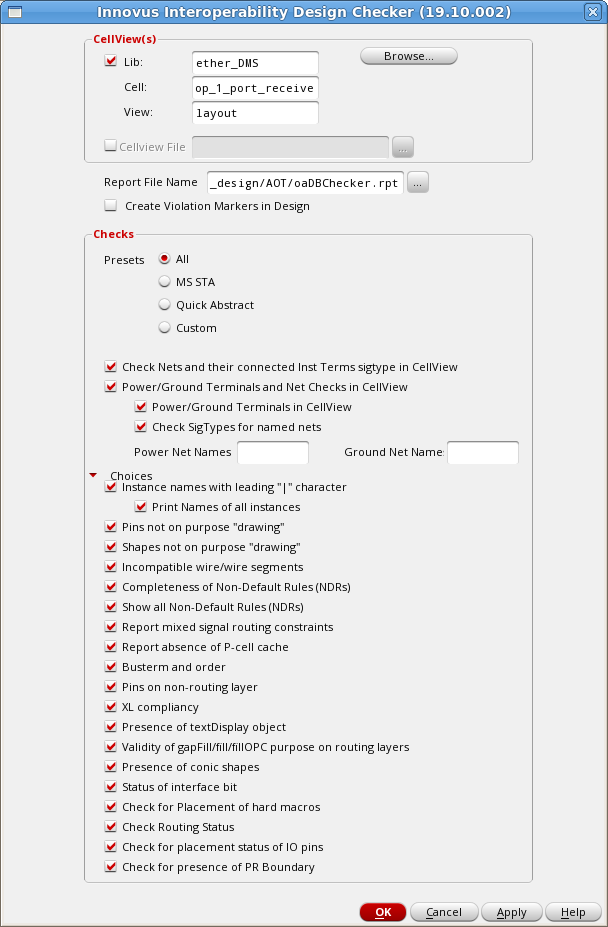 Innovus Interoperability Design Checker (19.10.002)
CellView(s)
Lib: ether_DMS Browse...
Cell: op_1_port_receive
View: layout
Cellview File ...
Report File Name _design/AOT/oaDBChecker.rpt ...
Create Violation Markers in Design
Checks
Presets All
MS STA
Quick Abstract
Custom
Check Nets and their connected Inst Terms sigtype in CellView
Power/Ground Terminals and Net Checks in CellView
Power/Ground Terminals in CellView
Check SigTypes for named nets
Power Net Names Ground Net Name
Choices
Instance names with leading "|" character
Print Names of all instances
Pins not on purpose "drawing"
Shapes not on purpose "drawing"
Incompatible wire/wire segments
Completeness of Non-Default Rules (NDRs)
Show all Non-Default Rules (NDRs)
Report mixed signal routing constraints
Report absence of P-cell cache
Busterm and order
Pins on non-routing layer
XL compliancy
Presence of textDisplay object
Validity of gapFill/fill/fillOPC purpose on routing layers
Presence of conic shapes
Status of interface bit
Check for Placement of hard macros
Check Routing Status
Check for placement status of IO pins
Check for presence of PR Boundary
OK Cancel Apply Help